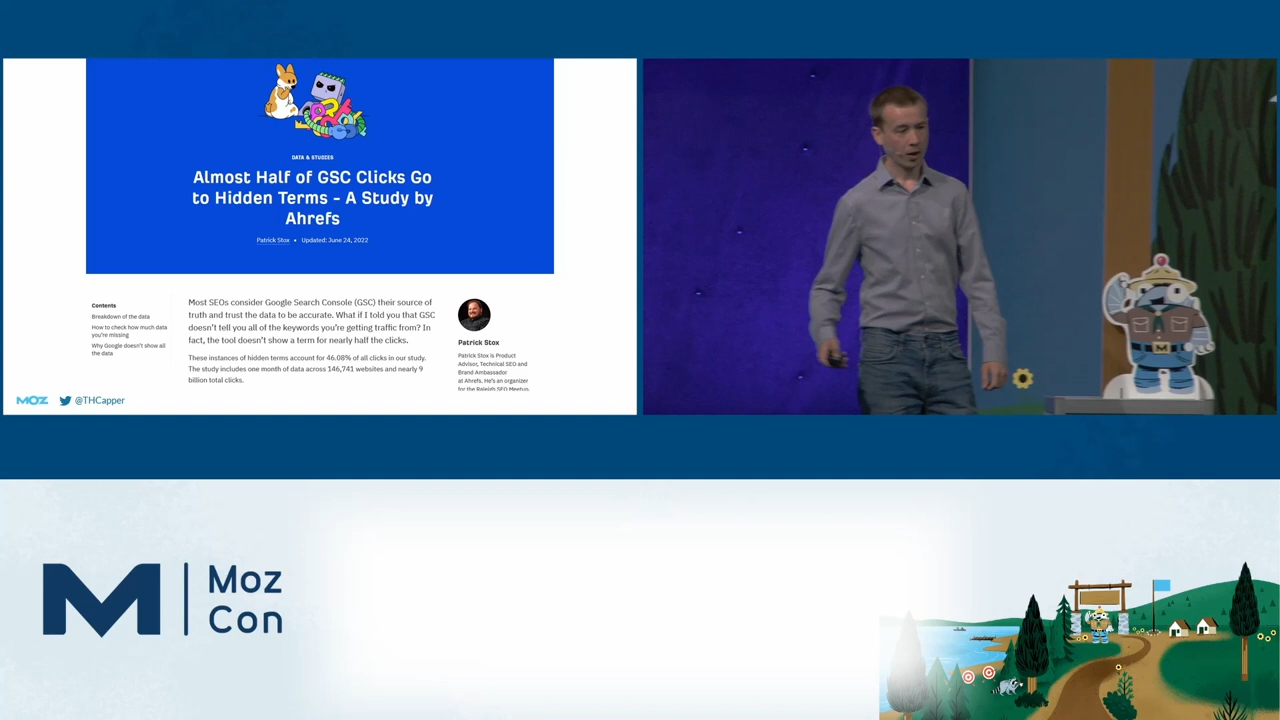 DATA & STUDIES
Almost Half of GSC Clicks Go
to Hidden Terms – A Study by
Ahrefs
Patrick Stox • Updated: June 24, 2022
Contents
Breakdown of the data
How to check how much data
you're missing
Why Google doesn't show all
the data
Most SEOs consider Google Search Console (GSC) their source of
truth and trust the data to be accurate. What if I told you that GSC
doesn't tell you all of the keywords you're getting traffic from? In
fact, the tool doesn't show a term for nearly half the clicks.
These instances of hidden terms account for 46.08% of all clicks in our study.
The study includes one month of data across 146,741 websites and nearly 9
billion total clicks.
Patrick Stox
Patrick Stox is Product
Advisor, Technical SEO and
Brand Ambassador
at Ahrefs. He's an organizer
for the Raleigh SEO Meetup,
MOZ @THCapper
M
M
Moz
Con